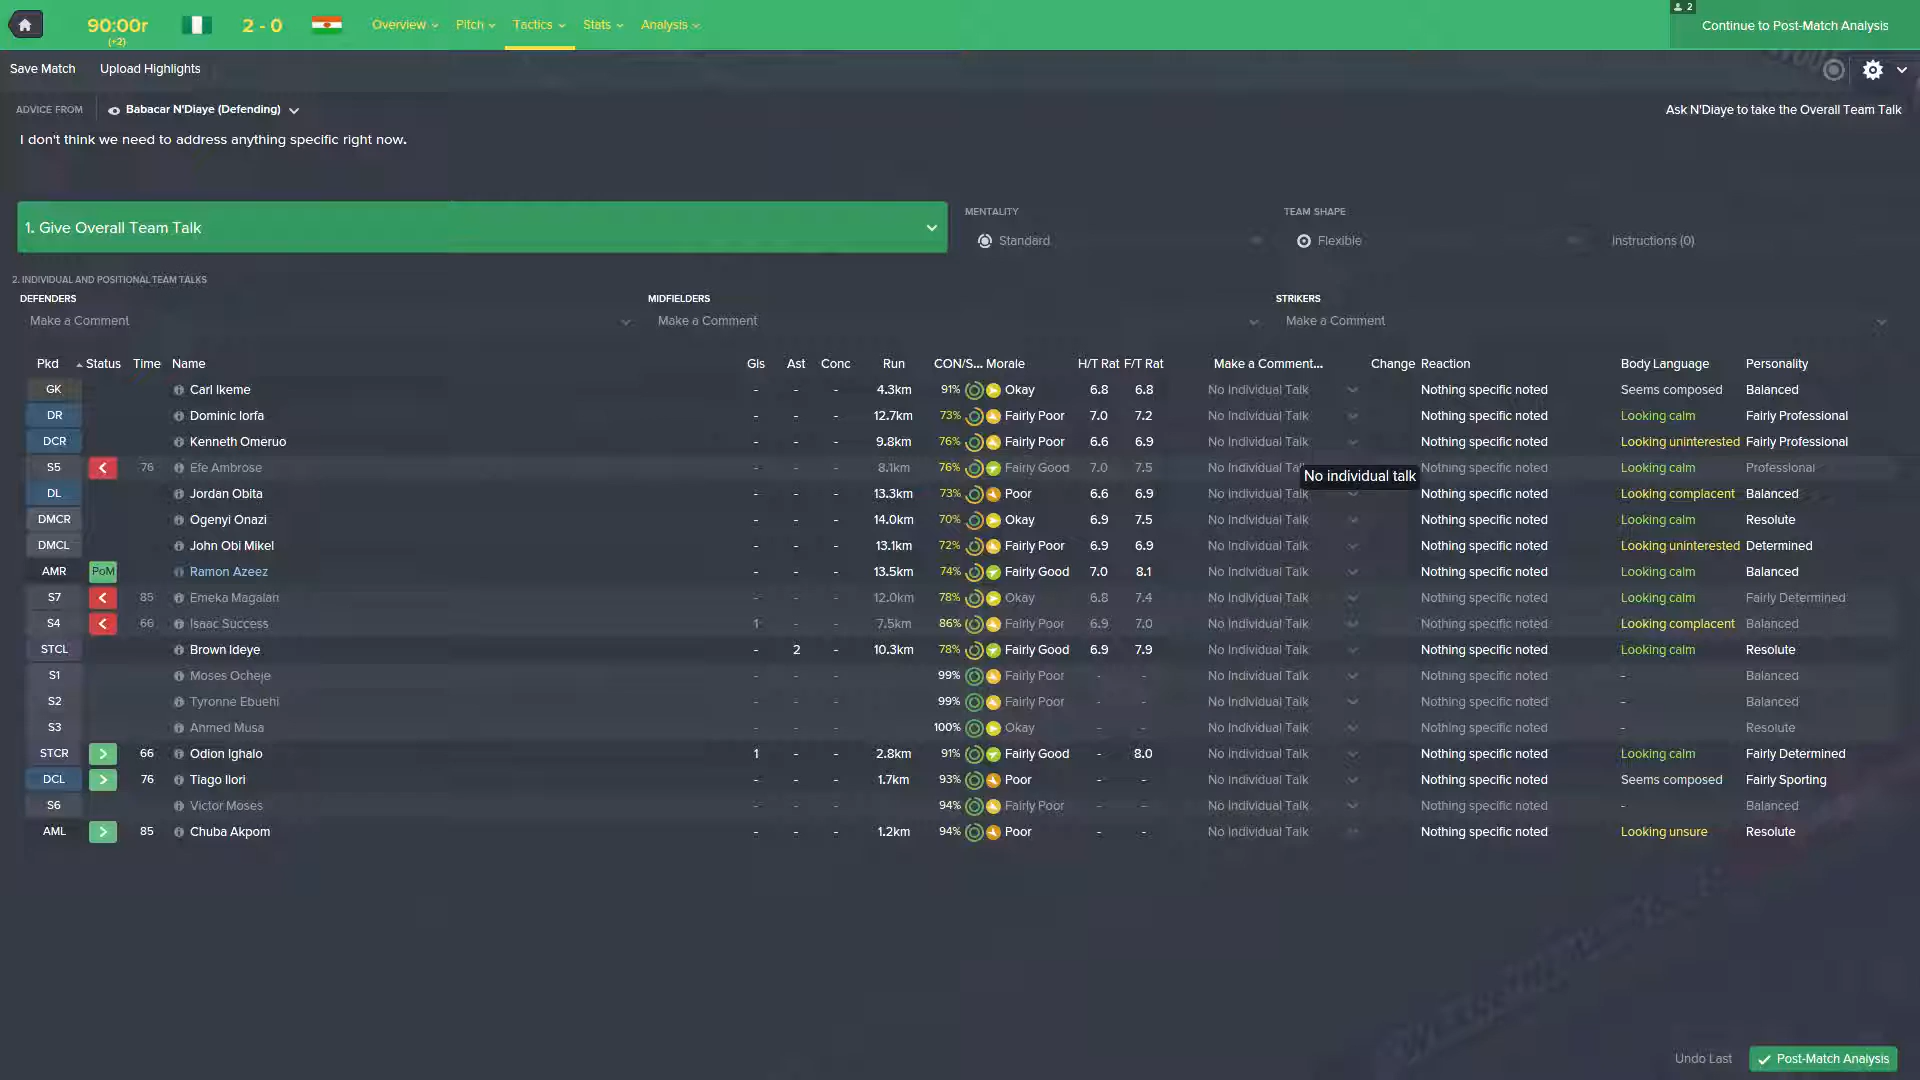 90:00r
(+2)
2 - 0
Overview
Pitch
Tactics
Stats
Analysis
2
Continue to Post-Match Analysis
Save Match Upload Highlights
ADVICE FROM Babacar N'Diaye (Defending) Ask N'Diaye to take the Overall Team Talk
I don't think we need to address anything specific right now.
1. Give Overall Team Talk
MENTALITY TEAM SHAPE
Standard Flexible Instructions (0)
2. INDIVIDUAL AND POSITIONAL TEAM TALKS
DEFENDERS MIDFIELDERS STRIKERS
Make a Comment Make a Comment Make a Comment
Pkd Status Time Name Gls Ast Conc Run CON/S... Morale H/T Rat F/T Rat Make a Comment... Change Reaction Body Language Personality
GK Carl Ikeme - - - 4.3km 91% Okay 6.8 6.8 No Individual Talk Nothing specific noted Seems composed Balanced
DR Dominic Iorfa - - - 12.7km 73% Fairly Poor 7.0 7.2 No Individual Talk Nothing specific noted Looking calm Fairly Professional
DCR Kenneth Omeruo - - - 9.8km 76% Fairly Poor 6.6 6.9 No Individual Talk Nothing specific noted Looking uninterested Fairly Professional
S5 76 Efe Ambrose - - - 8.1km 76% Fairly Good 7.0 7.5 No Individual Talk Nothing specific noted Looking calm Professional
No individual talk
DL Jordan Obita - - - 13.3km 73% Poor 6.6 6.9 No Individual Talk Nothing specific noted Looking complacent Balanced
DMCR Ogenyi Onazi - - - 14.0km 70% Okay 6.9 7.5 No Individual Talk Nothing specific noted Looking calm Resolute
DMCL John Obi Mikel - - - 13.1km 72% Fairly Poor 6.9 6.9 No Individual Talk Nothing specific noted Looking uninterested Determined
AMR PoM Ramon Azeez - - - 13.5km 74% Fairly Good 7.0 8.1 No Individual Talk Nothing specific noted Looking calm Balanced
S7 85 Emeka Magalan - - - 12.0km 78% Okay 6.8 7.4 No Individual Talk Nothing specific noted Looking calm Fairly Determined
S4 66 Isaac Success 1 - - 7.5km 86% Fairly Poor 6.9 7.0 No Individual Talk Nothing specific noted Looking complacent Balanced
STCL Brown Ideye - 2 - 10.3km 78% Fairly Good 6.9 7.9 No Individual Talk Nothing specific noted Looking calm Resolute
S1 Moses Ocheje - - - 99% Fairly Poor - - No Individual Talk Nothing specific noted - Balanced
S2 Tyronne Ebuehi - - - 99% Fairly Poor - - No Individual Talk Nothing specific noted - Balanced
S3 Ahmed Musa - - - 100% Okay - - No Individual Talk Nothing specific noted - Resolute
STCR 66 Odion Ighalo 1 - - 2.8km 91% Fairly Good - 8.0 No Individual Talk Nothing specific noted Looking calm Fairly Determined
DCL 76 Tiago Ilori - - - 1.7km 93% Poor - - No Individual Talk Nothing specific noted Seems composed Fairly Sporting
S6 Victor Moses - - - 94% Fairly Poor - - No Individual Talk Nothing specific noted - Balanced
AML 85 Chuba Akpom - - - 1.2km 94% Poor - - No Individual Talk Nothing specific noted Looking unsure Resolute
Undo Last Post-Match Analysis